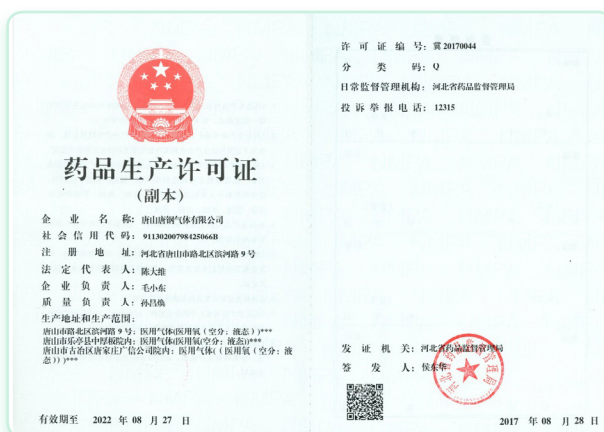 药品生产许可证
(副本)
企业名称：唐山唐钢气体有限公司
社会信用代码：91130200798425066B
注册地址：河北省唐山市路北区滨河路9号
法定代表人：陈大维
企业负责人：毛小东
质量负责人：孙昌焕
生产地址和生产范围：
唐山市路北区滨河路9号：医用气体(医用氧（空分：液态）)***
唐山市乐亭县中厚板院内：医用气体(医用氧(空分：液态))***
唐山市古冶区唐家庄广信公司院内：医用气体(（医用氧（空分：液
态）)）***
有效期至 2022 年 08 月 27 日
许可证编号：冀20170044
分类码：Q
日常监督管理机构：河北省药品监督管理局
投诉举报电话：12315
发证机关：河北省药品监督管理局
签发人：侯东华
2017 年 08 月 28 日